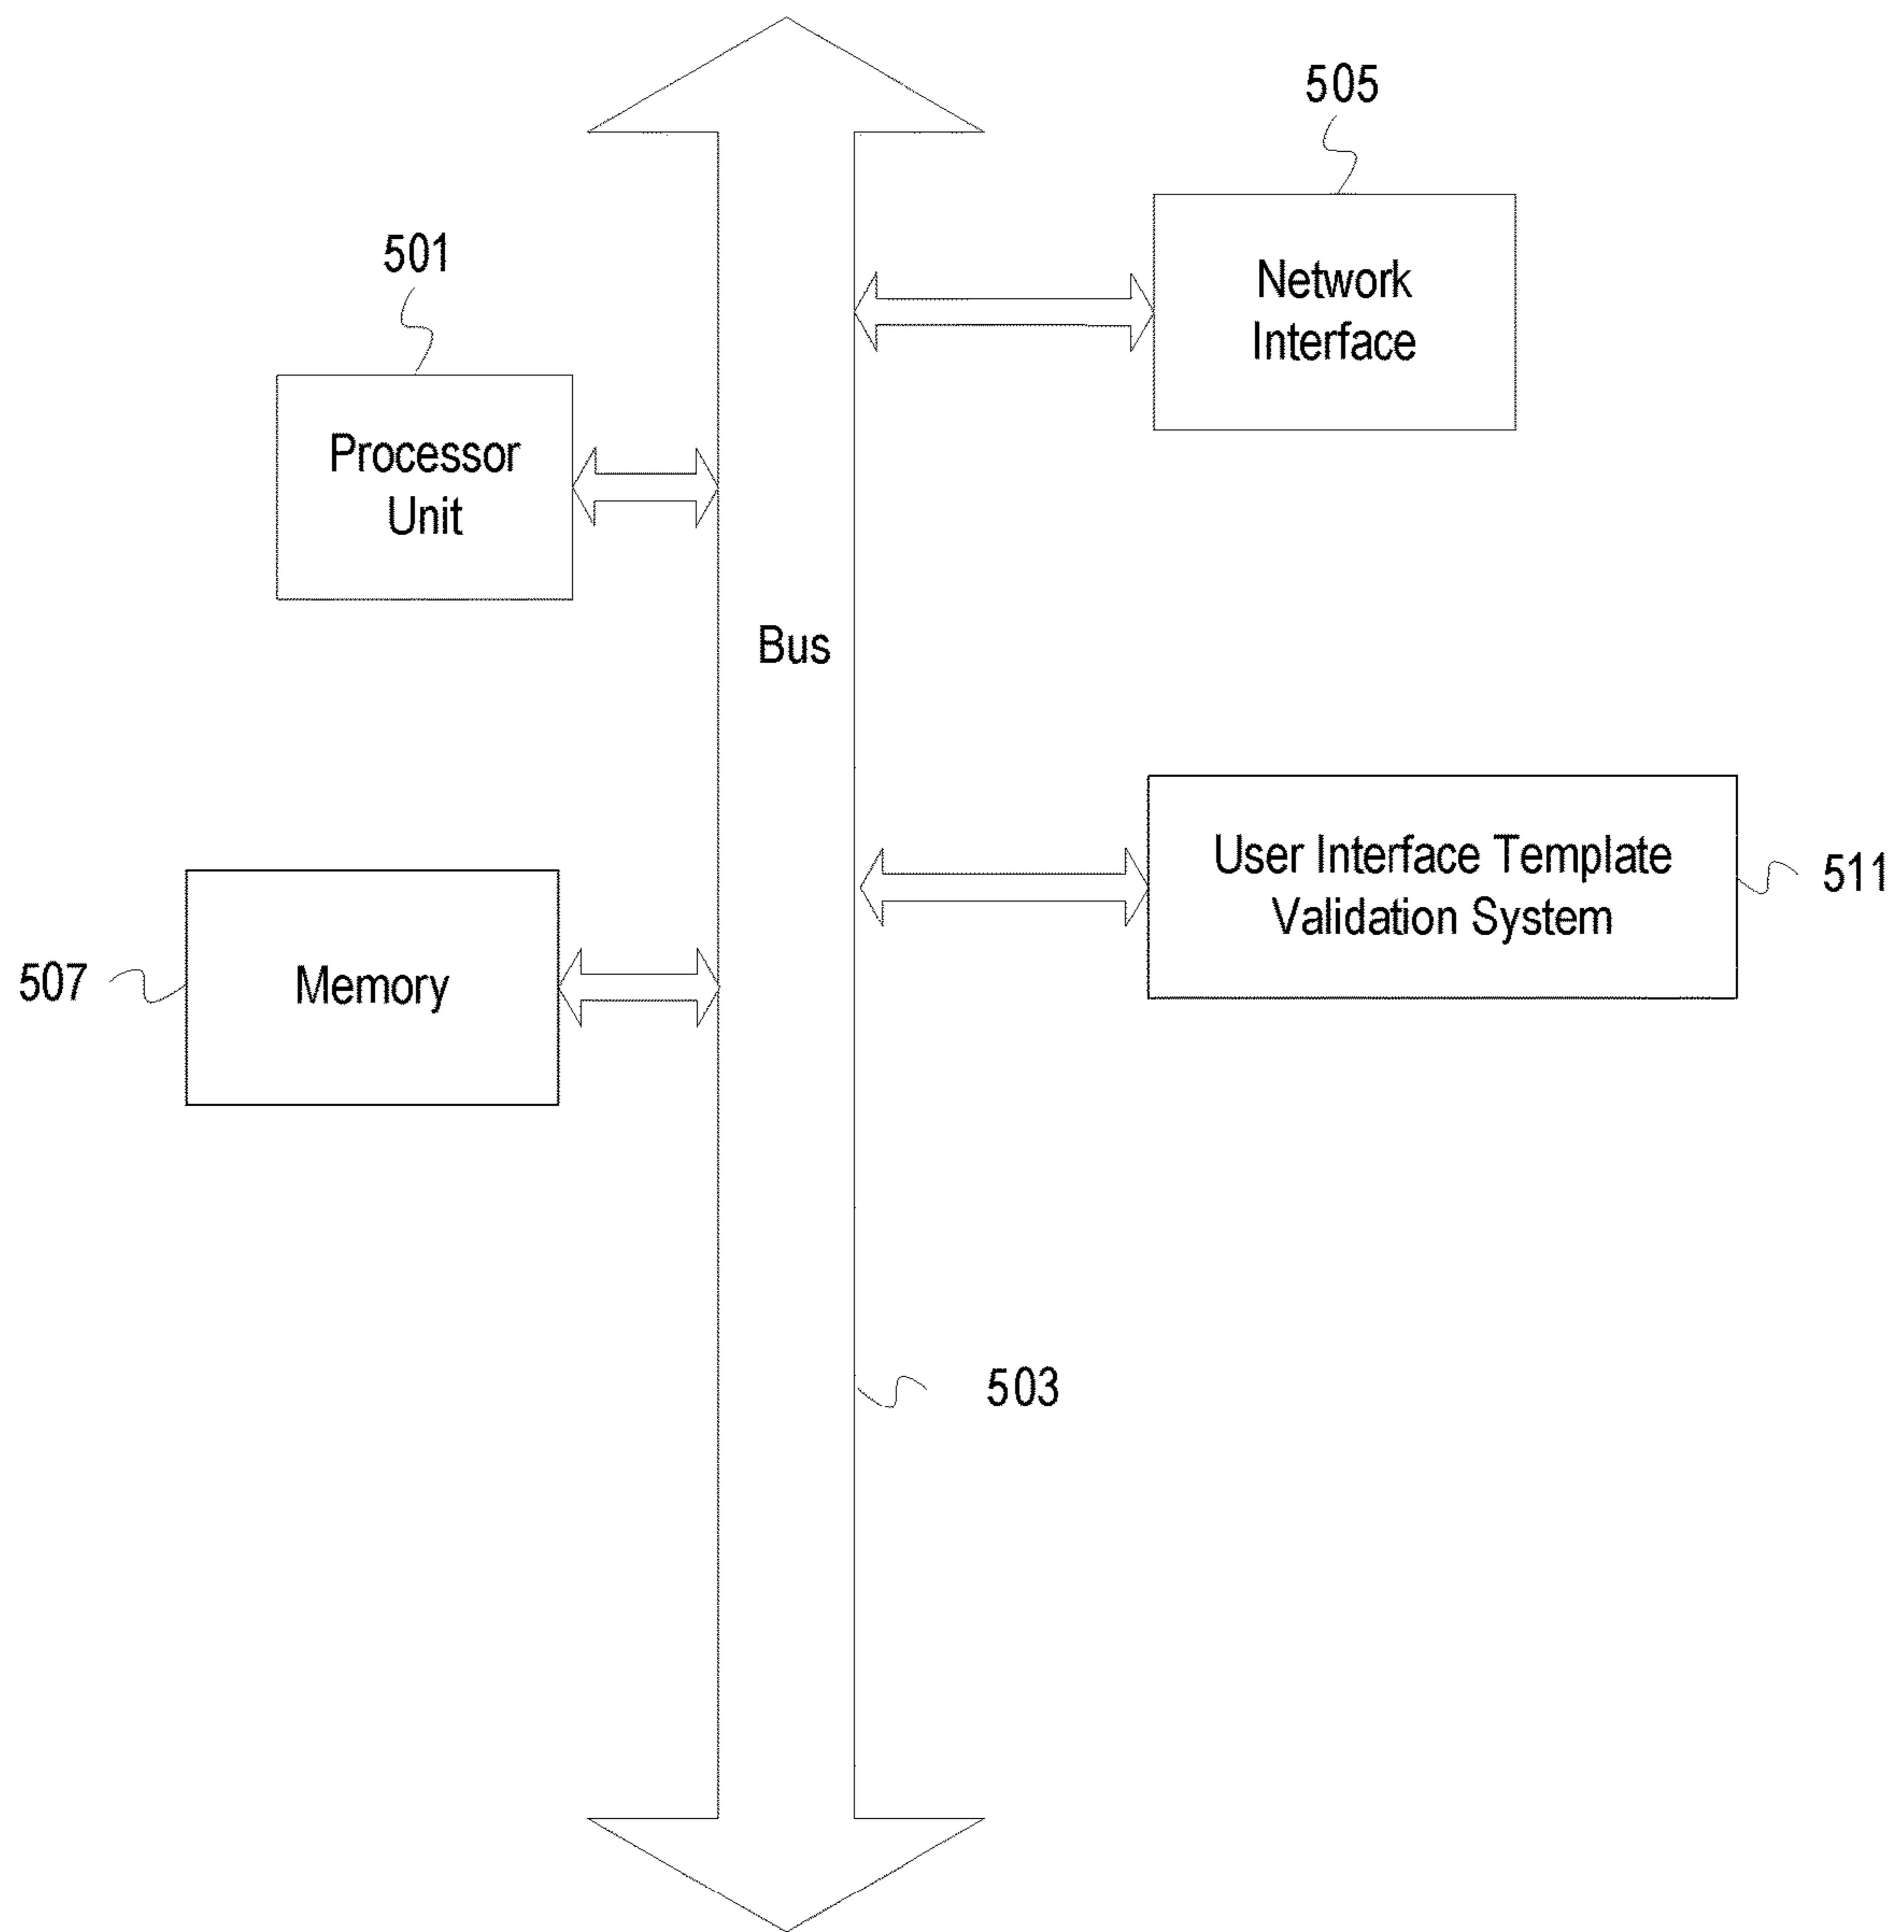 505
Network
Interface
501
Processor
Unit
Bus
User Interface Template
Validation System
511
507
Memory
503